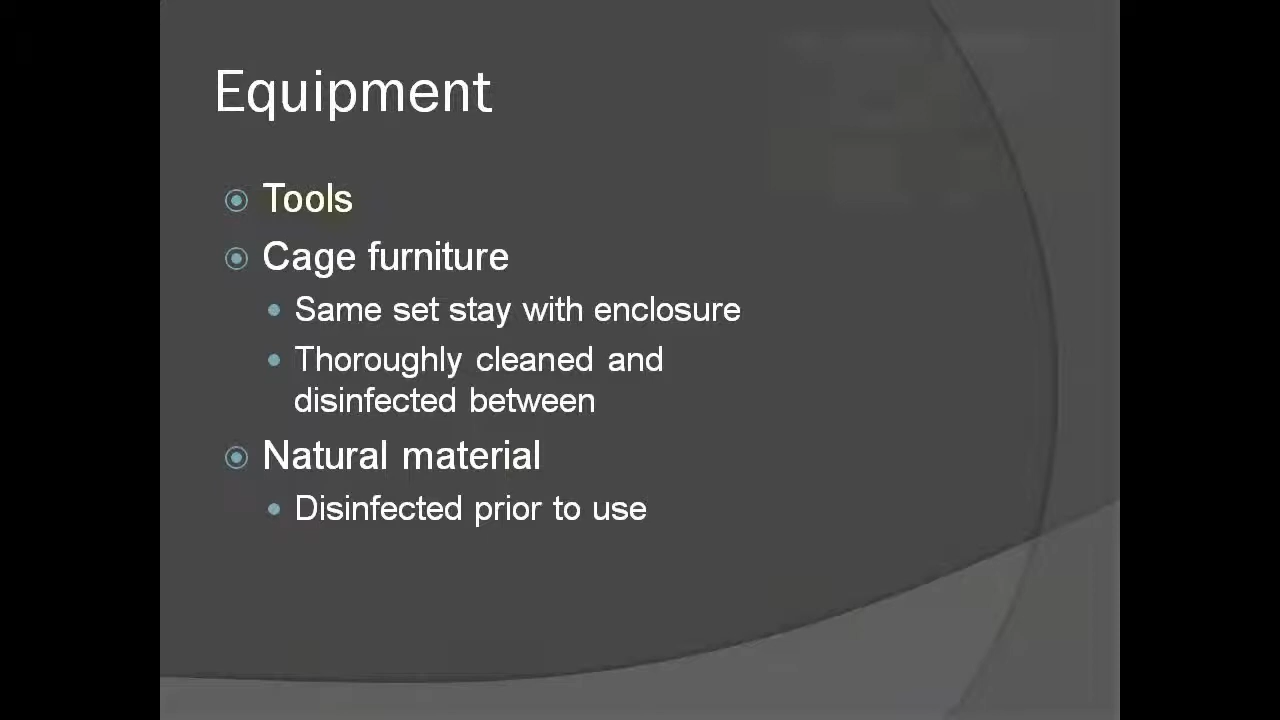 Equipment
Tools
Cage furniture
Same set stay with enclosure
Thoroughly cleaned and
disinfected between
Natural material
Disinfected prior to use